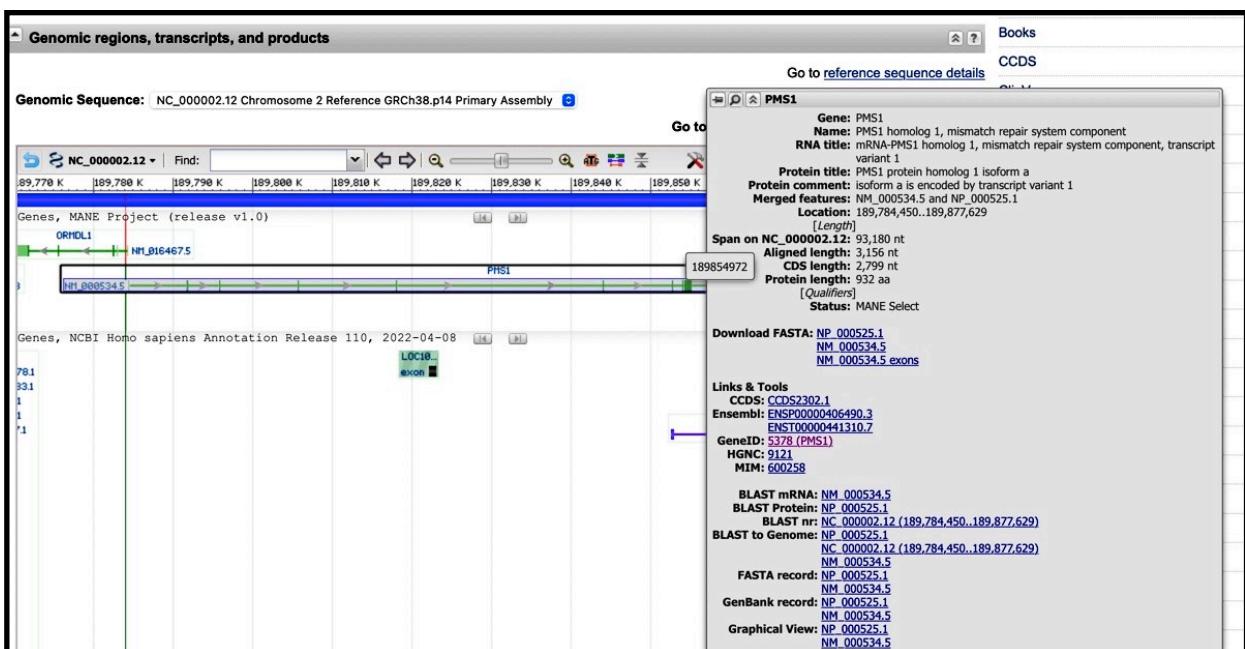 Genomic regions, transcripts, and products
Books
CCDS
Go to reference sequence details
Genomic Sequence: NC_000002.12 Chromosome 2 Reference GRCh38.p14 Primary Assembly
Go to
NC_000002.12
Find:
89,770 K 189,780 K 189,790 K 189,800 K 189,810 K 189,820 K 189,830 K 189,840 K 189,850 K
Genes, MANE Project (release v1.0)
ORMDL1
NM_016467.5
PMS1
189854972
NM_000534.5
Genes, NCBI Homo sapiens Annotation Release 110, 2022-04-08
LOC10…
exon
78.1
33.1
1
1
7.1
PMS1
Gene: PMS1
Name: PMS1 homolog 1, mismatch repair system component
RNA title: mRNA-PMS1 homolog 1, mismatch repair system component, transcript
variant 1
Protein title: PMS1 protein homolog 1 isoform a
Protein comment: isoform a is encoded by transcript variant 1
Merged features: NM_000534.5 and NP_000525.1
Location: 189,784,450..189,877,629
[Length]
Span on NC_000002.12: 93,180 nt
Aligned length: 3,156 nt
CDS length: 2,799 nt
Protein length: 932 aa
[Qualifiers]
Status: MANE Select
Download FASTA: NP_000525.1
NM_000534.5
NM_000534.5 exons
Links & Tools
CCDS: CCDS2302.1
Ensembl: ENSP00000406490.3
ENST00000441310.7
GeneID: 5378 (PMS1)
HGNC: 9121
MIM: 600258
BLAST mRNA: NM_000534.5
BLAST Protein: NP_000525.1
BLAST nr: NC_000002.12 (189,784,450..189,877,629)
BLAST to Genome: NP_000525.1
NC_000002.12 (189,784,450..189,877,629)
NM_000534.5
FASTA record: NP_000525.1
NM_000534.5
GenBank record: NP_000525.1
NM_000534.5
Graphical View: NP_000525.1
NM_000534.5